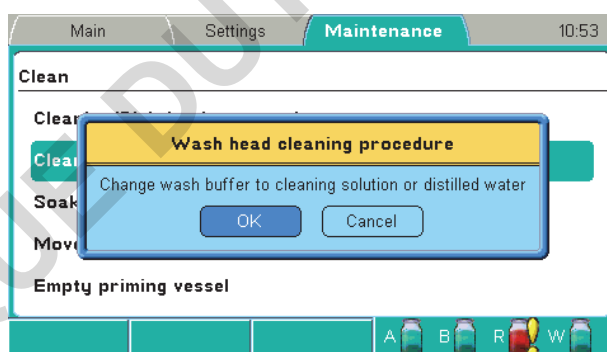 Main Settings Maintenance 10:53
Clean
Wash head cleaning procedure
Change wash buffer to cleaning solution or distilled water
OK Cancel
Empty priming vessel
A B R W